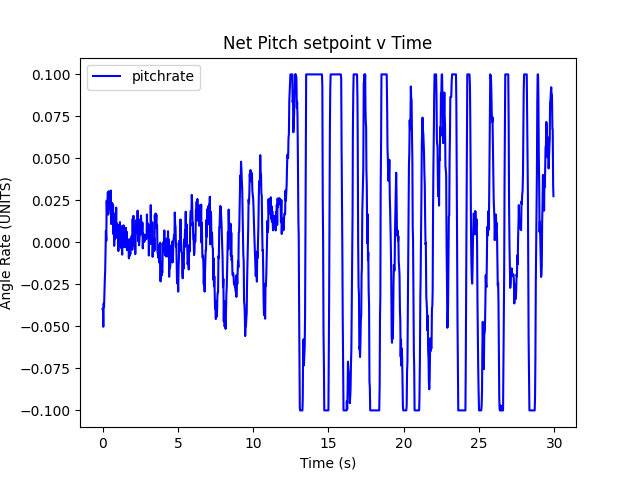 Net Pitch setpoint v Time
pitchrate
0.100
0.075
0.050
0.025
0.000
−0.025
−0.050
−0.075
−0.100
Angle Rate (UNITS)
0 5 10 15 20 25 30
Time (s)